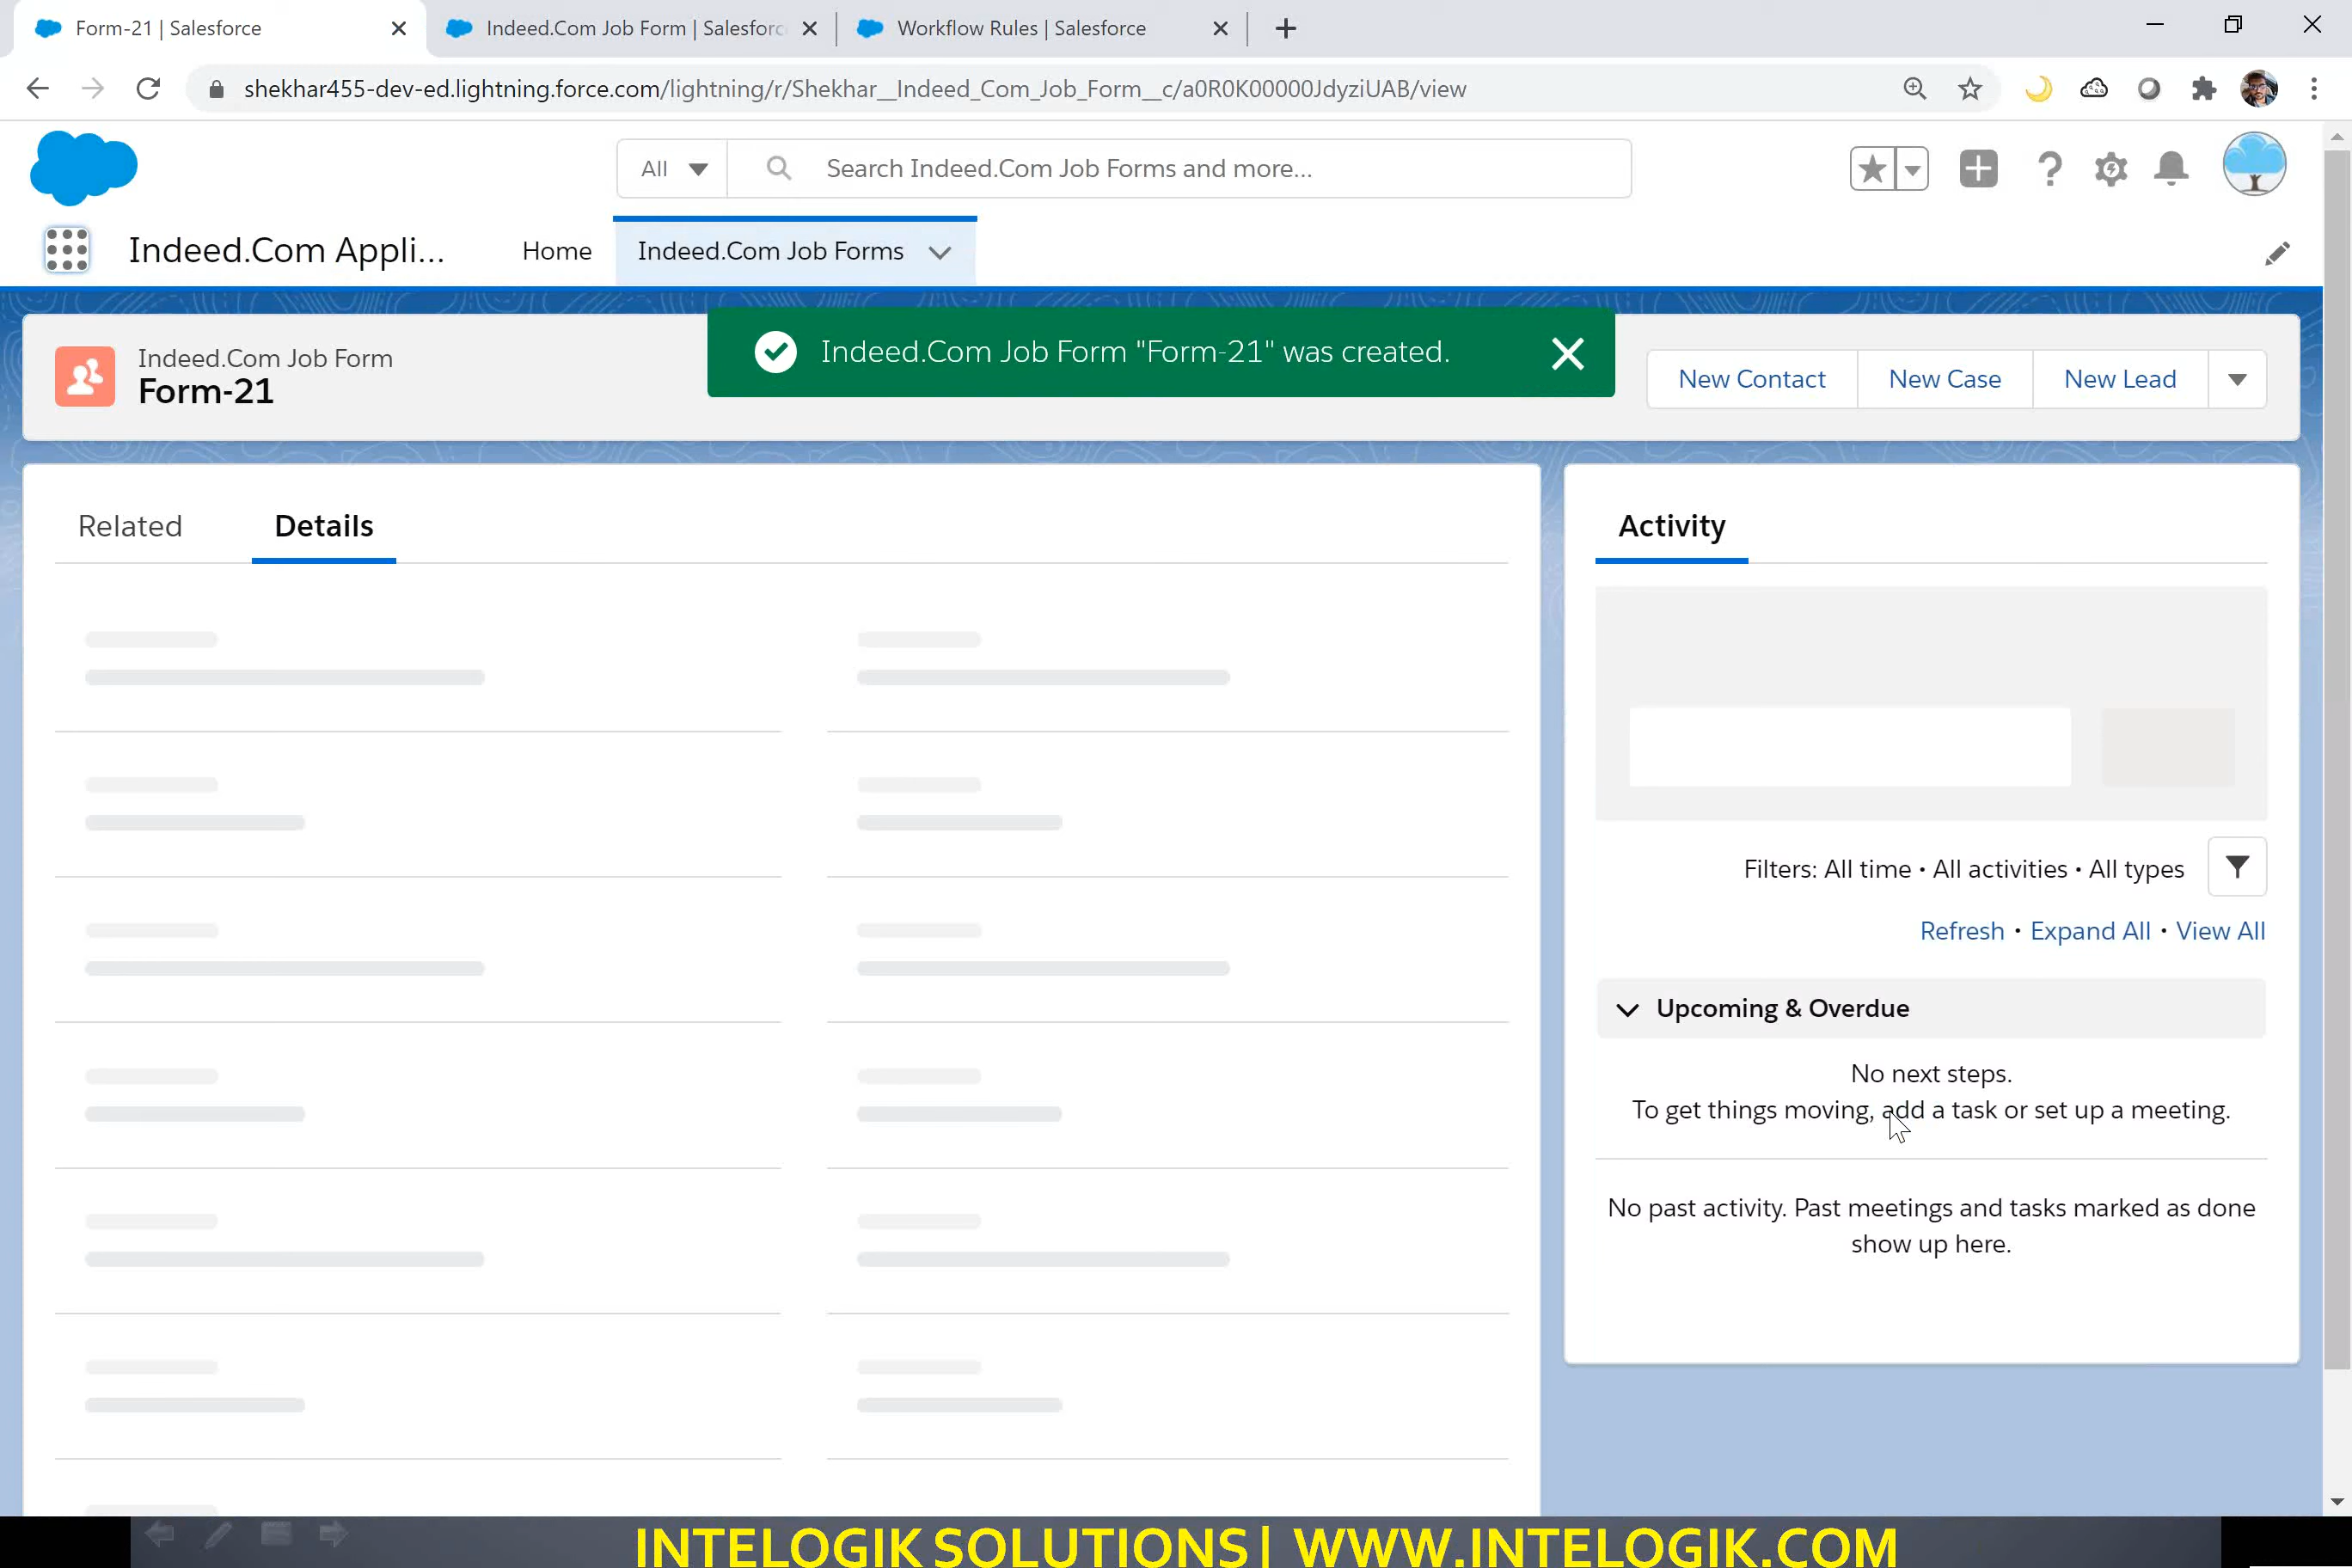 Form-21 | Salesforce
Indeed.Com Job Form | Salesforc
Workflow Rules | Salesforce
shekhar455-dev-ed.lightning.force.com/lightning/r/Shekhar__Indeed_Com_Job_Form__c/a0R0K00000JdyziUAB/view
All
Search Indeed.Com Job Forms and more...
Indeed.Com Appli...
Home
Indeed.Com Job Forms
Indeed.Com Job Form
Form-21
Indeed.Com Job Form "Form-21" was created.
New Contact
New Case
New Lead
Related
Details
Activity
Filters: All time • All activities • All types
Refresh • Expand All • View All
Upcoming & Overdue
No next steps.
To get things moving, add a task or set up a meeting.
No past activity. Past meetings and tasks marked as done
show up here.
INTELOGIK SOLUTIONS | WWW.INTELOGIK.COM